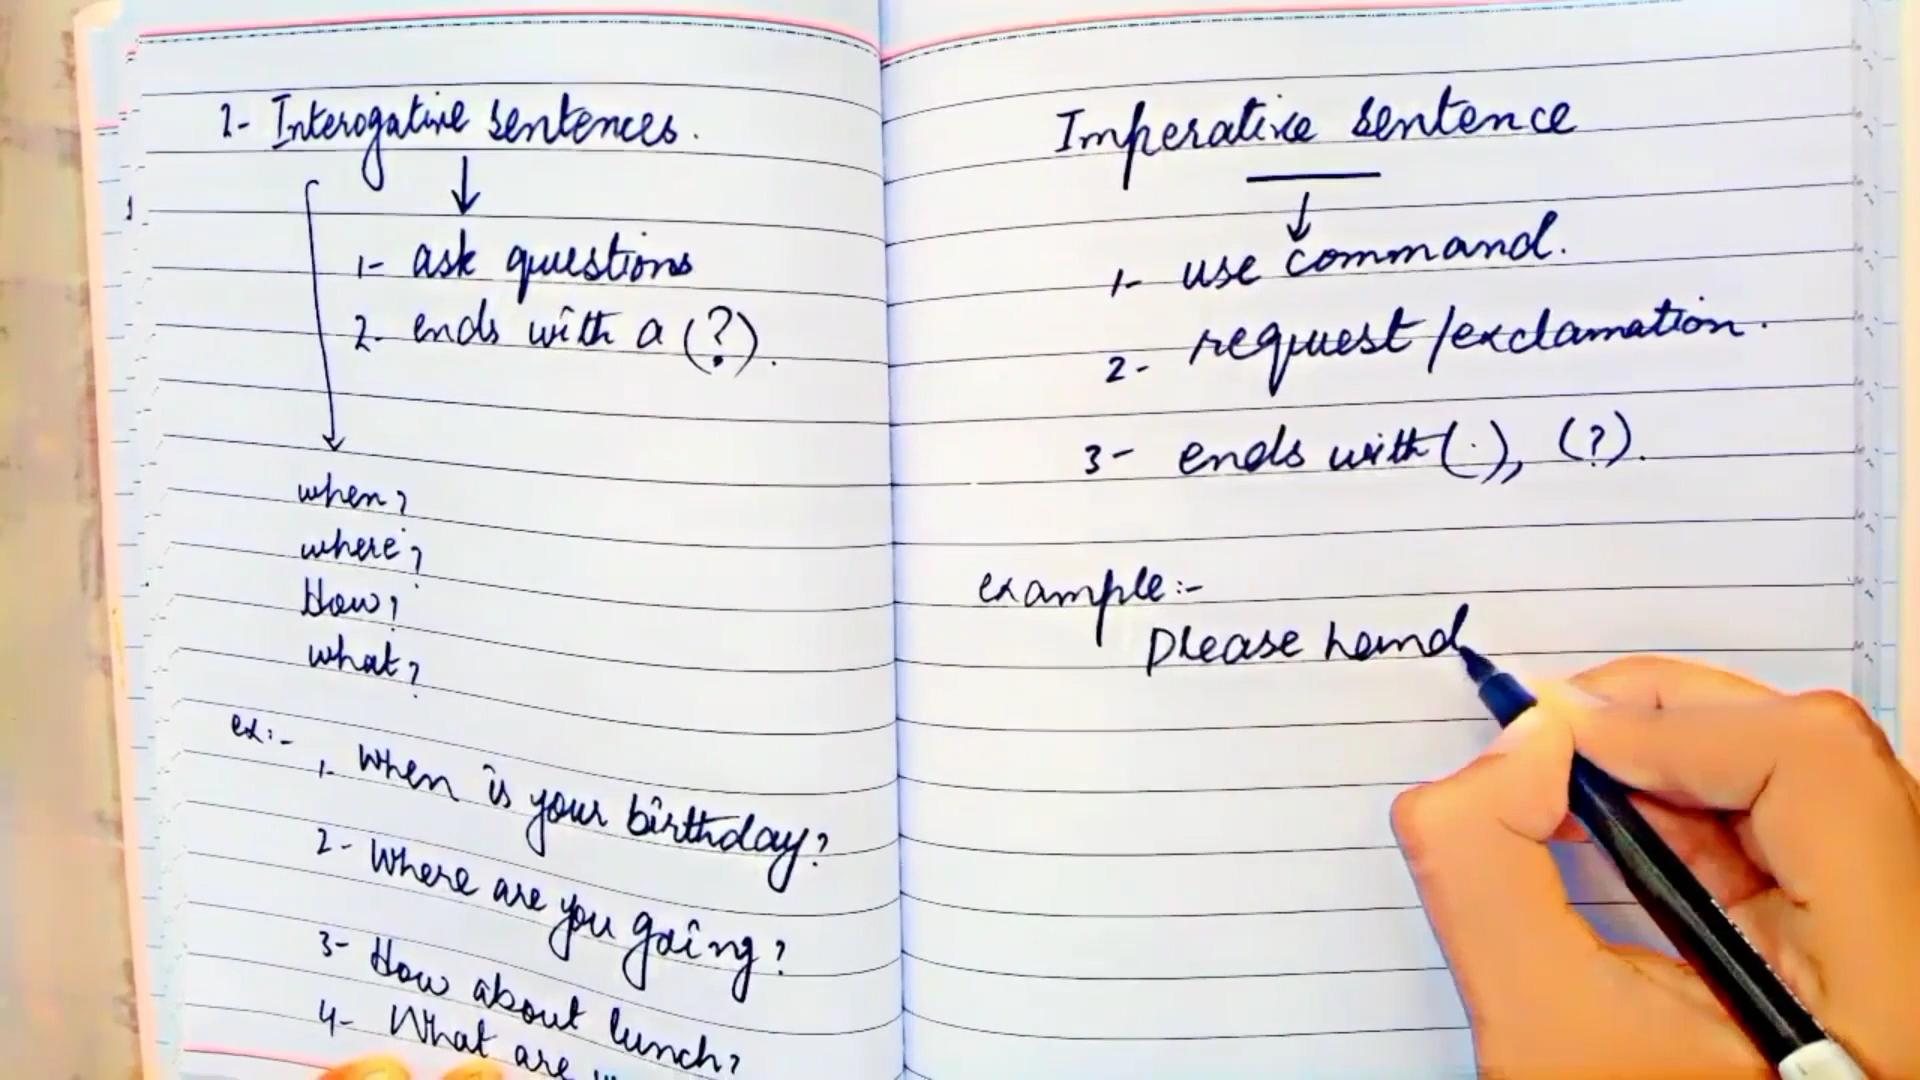 2- Interogative sentences.
1- ask questions
2- ends with a (?).
when?
where?
How?
what?
ex:-
1. When is your birthday?
2- Where are you going?
3- How about lunch?
4- What are
Imperative sentence
1- use command.
2- request/exclamation.
3- ends with (.), (?).
example:-
Please hand